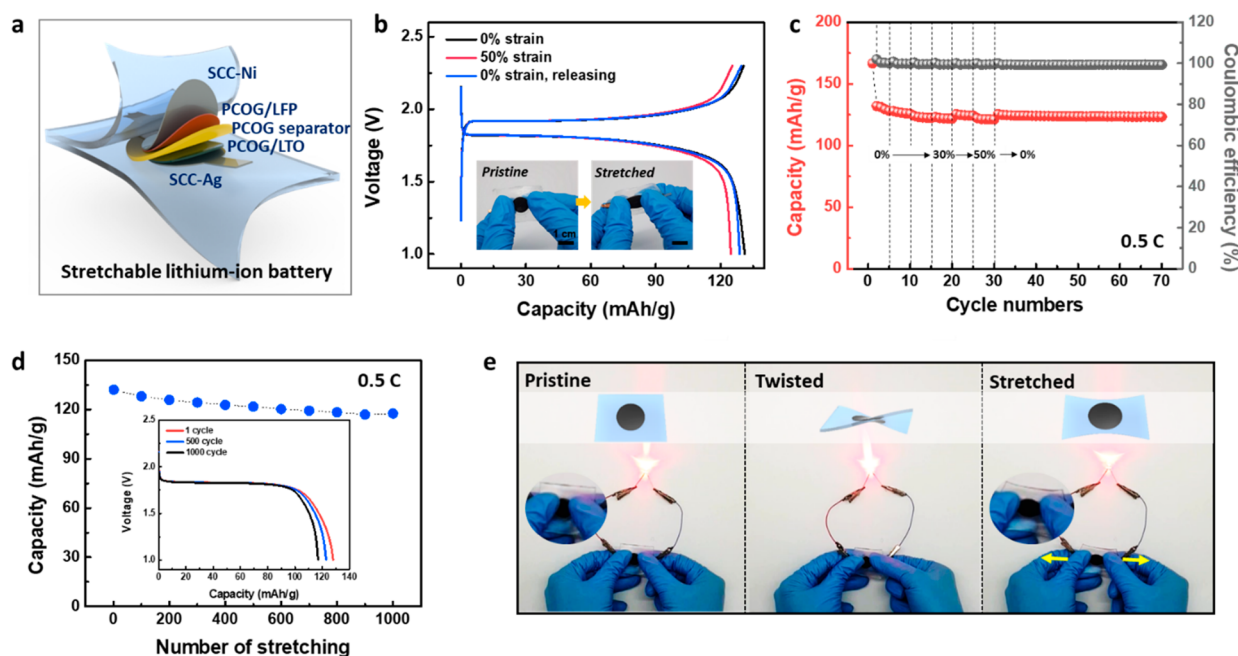 a
SCC-Ni
PCOG/LFP
PCOG separator
PCOG/LTO
SCC-Ag
Stretchable lithium-ion battery
b
2.5
2.0
1.5
1.0
Voltage (V)
0% strain
50% strain
0% strain, releasing
Pristine
Stretched
1 cm
0 30 60 90 120
Capacity (mAh/g)
c
200
150
100
50
0
Capacity (mAh/g)
0% 30% 50% 0%
0.5 C
0 10 20 30 40 50 60 70
Cycle numbers
120
100
80
60
40
20
0
Coulombic efficiency (%)
d
150
120
90
60
30
0
Capacity (mAh/g)
0.5 C
2.5
2.0
1.5
1.0
Voltage (V)
1 cycle
500 cycle
1000 cycle
0 20 40 60 80 100 120 140
Capacity (mAh/g)
0 200 400 600 800 1000
Number of stretching
e
Pristine
Twisted
Stretched